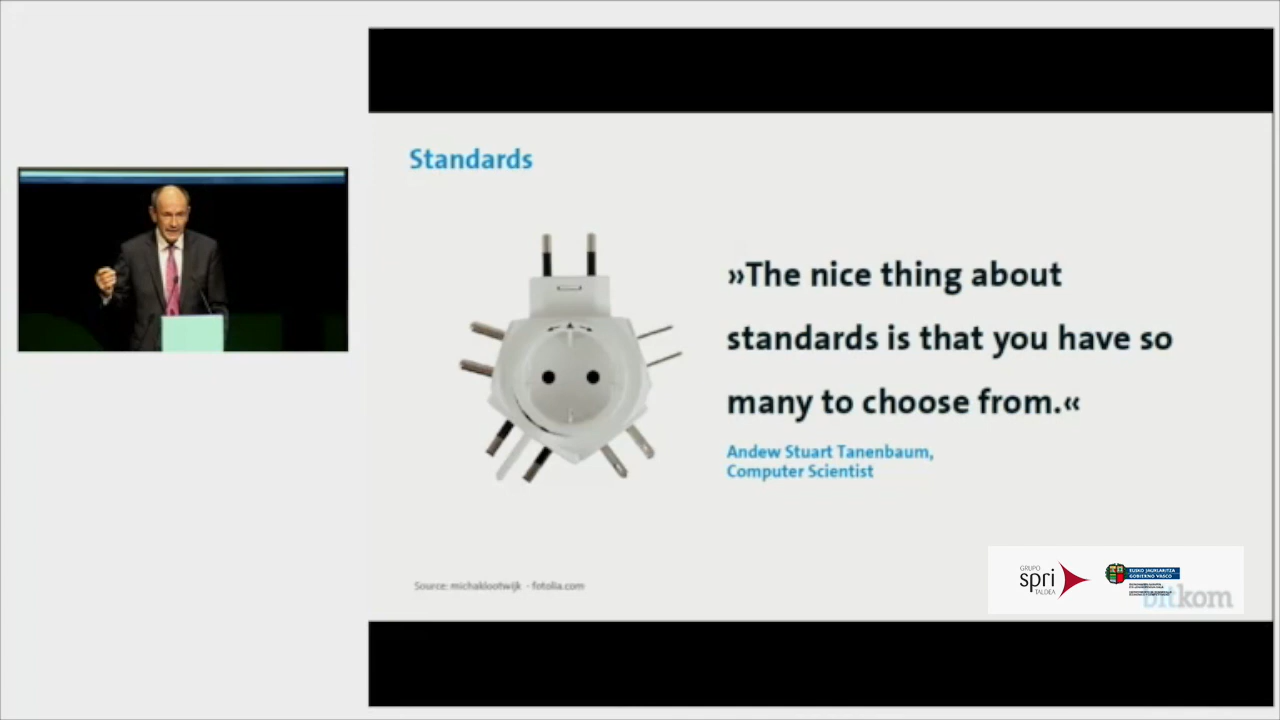 Standards
»The nice thing about
standards is that you have so
many to choose from.«
Andew Stuart Tanenbaum,
Computer Scientist
Source: michaklootwijk - fotolia.com
GRUPO
spri
TALDEA
EUSKO JAURLARITZA
GOBIERNO VASCO
bitkom